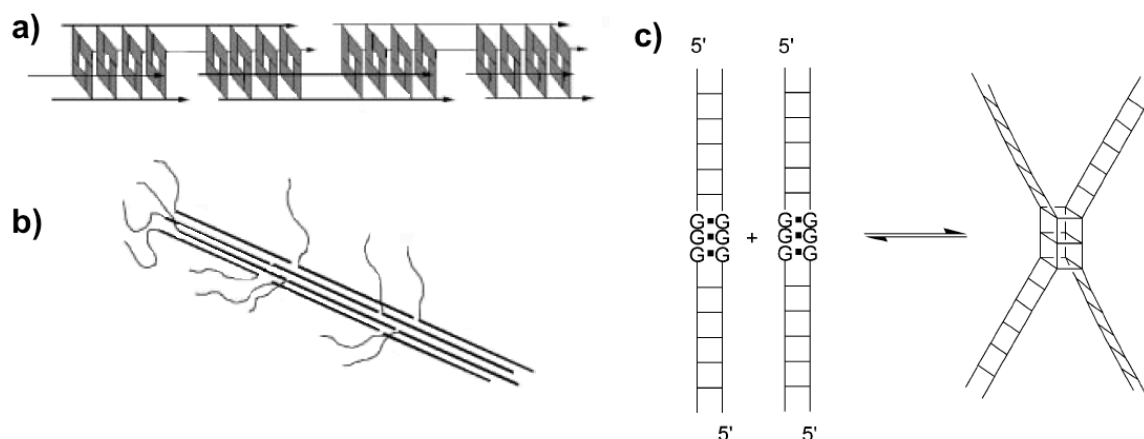 a)
b)
c)
5' 5'
G▪G G▪G
G▪G + G▪G
G▪G G▪G
5' 5'